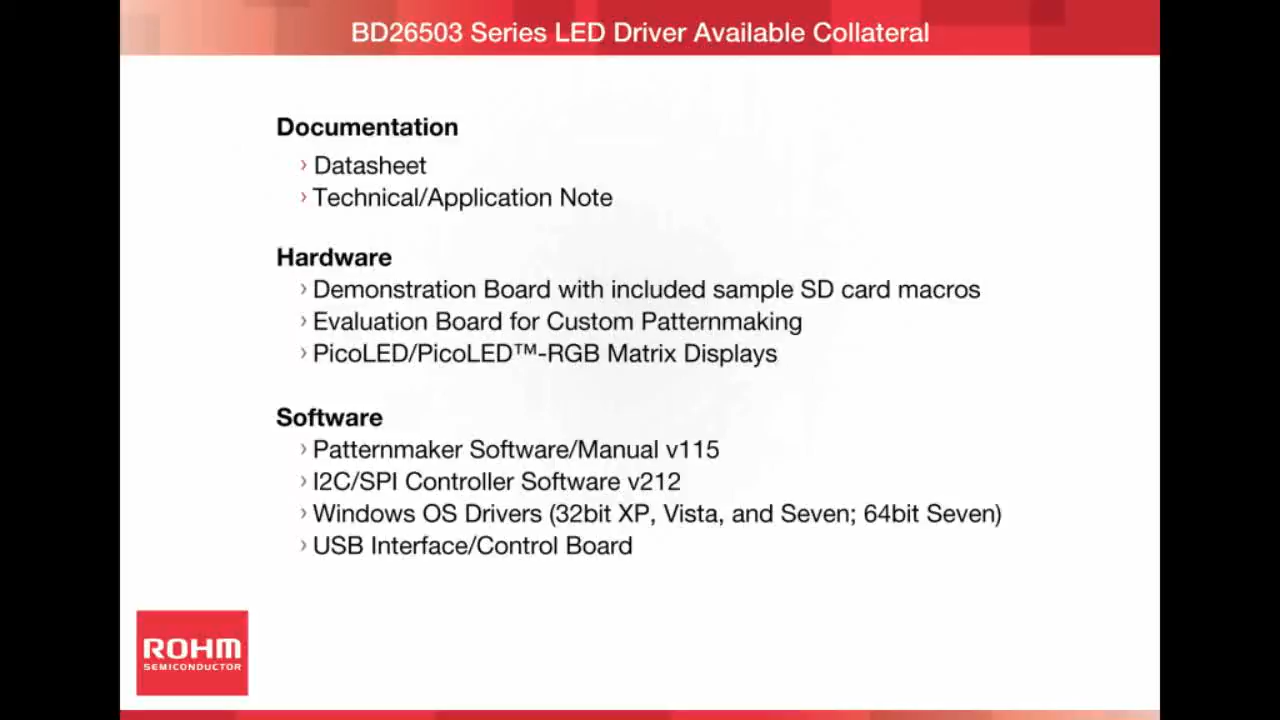 BD26503 Series LED Driver Available Collateral
Documentation
› Datasheet
› Technical/Application Note
Hardware
› Demonstration Board with included sample SD card macros
› Evaluation Board for Custom Patternmaking
› PicoLED/PicoLED™-RGB Matrix Displays
Software
› Patternmaker Software/Manual v115
› I2C/SPI Controller Software v212
› Windows OS Drivers (32bit XP, Vista, and Seven; 64bit Seven)
› USB Interface/Control Board
ROHM
SEMICONDUCTOR